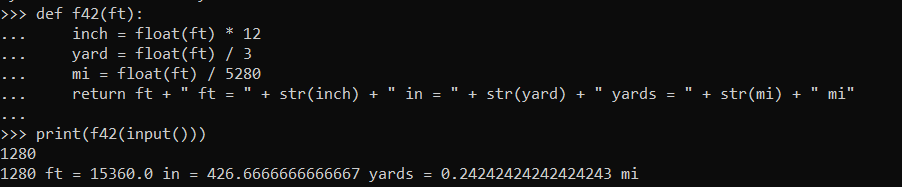 >>> def f42(ft):
...     inch = float(ft) * 12
...     yard = float(ft) / 3
...     mi = float(ft) / 5280
...     return ft + " ft = " + str(inch) + " in = " + str(yard) + " yards = " + str(mi) + " mi"
...
>>> print(f42(input()))
1280
1280 ft = 15360.0 in = 426.6666666666667 yards = 0.24242424242424243 mi